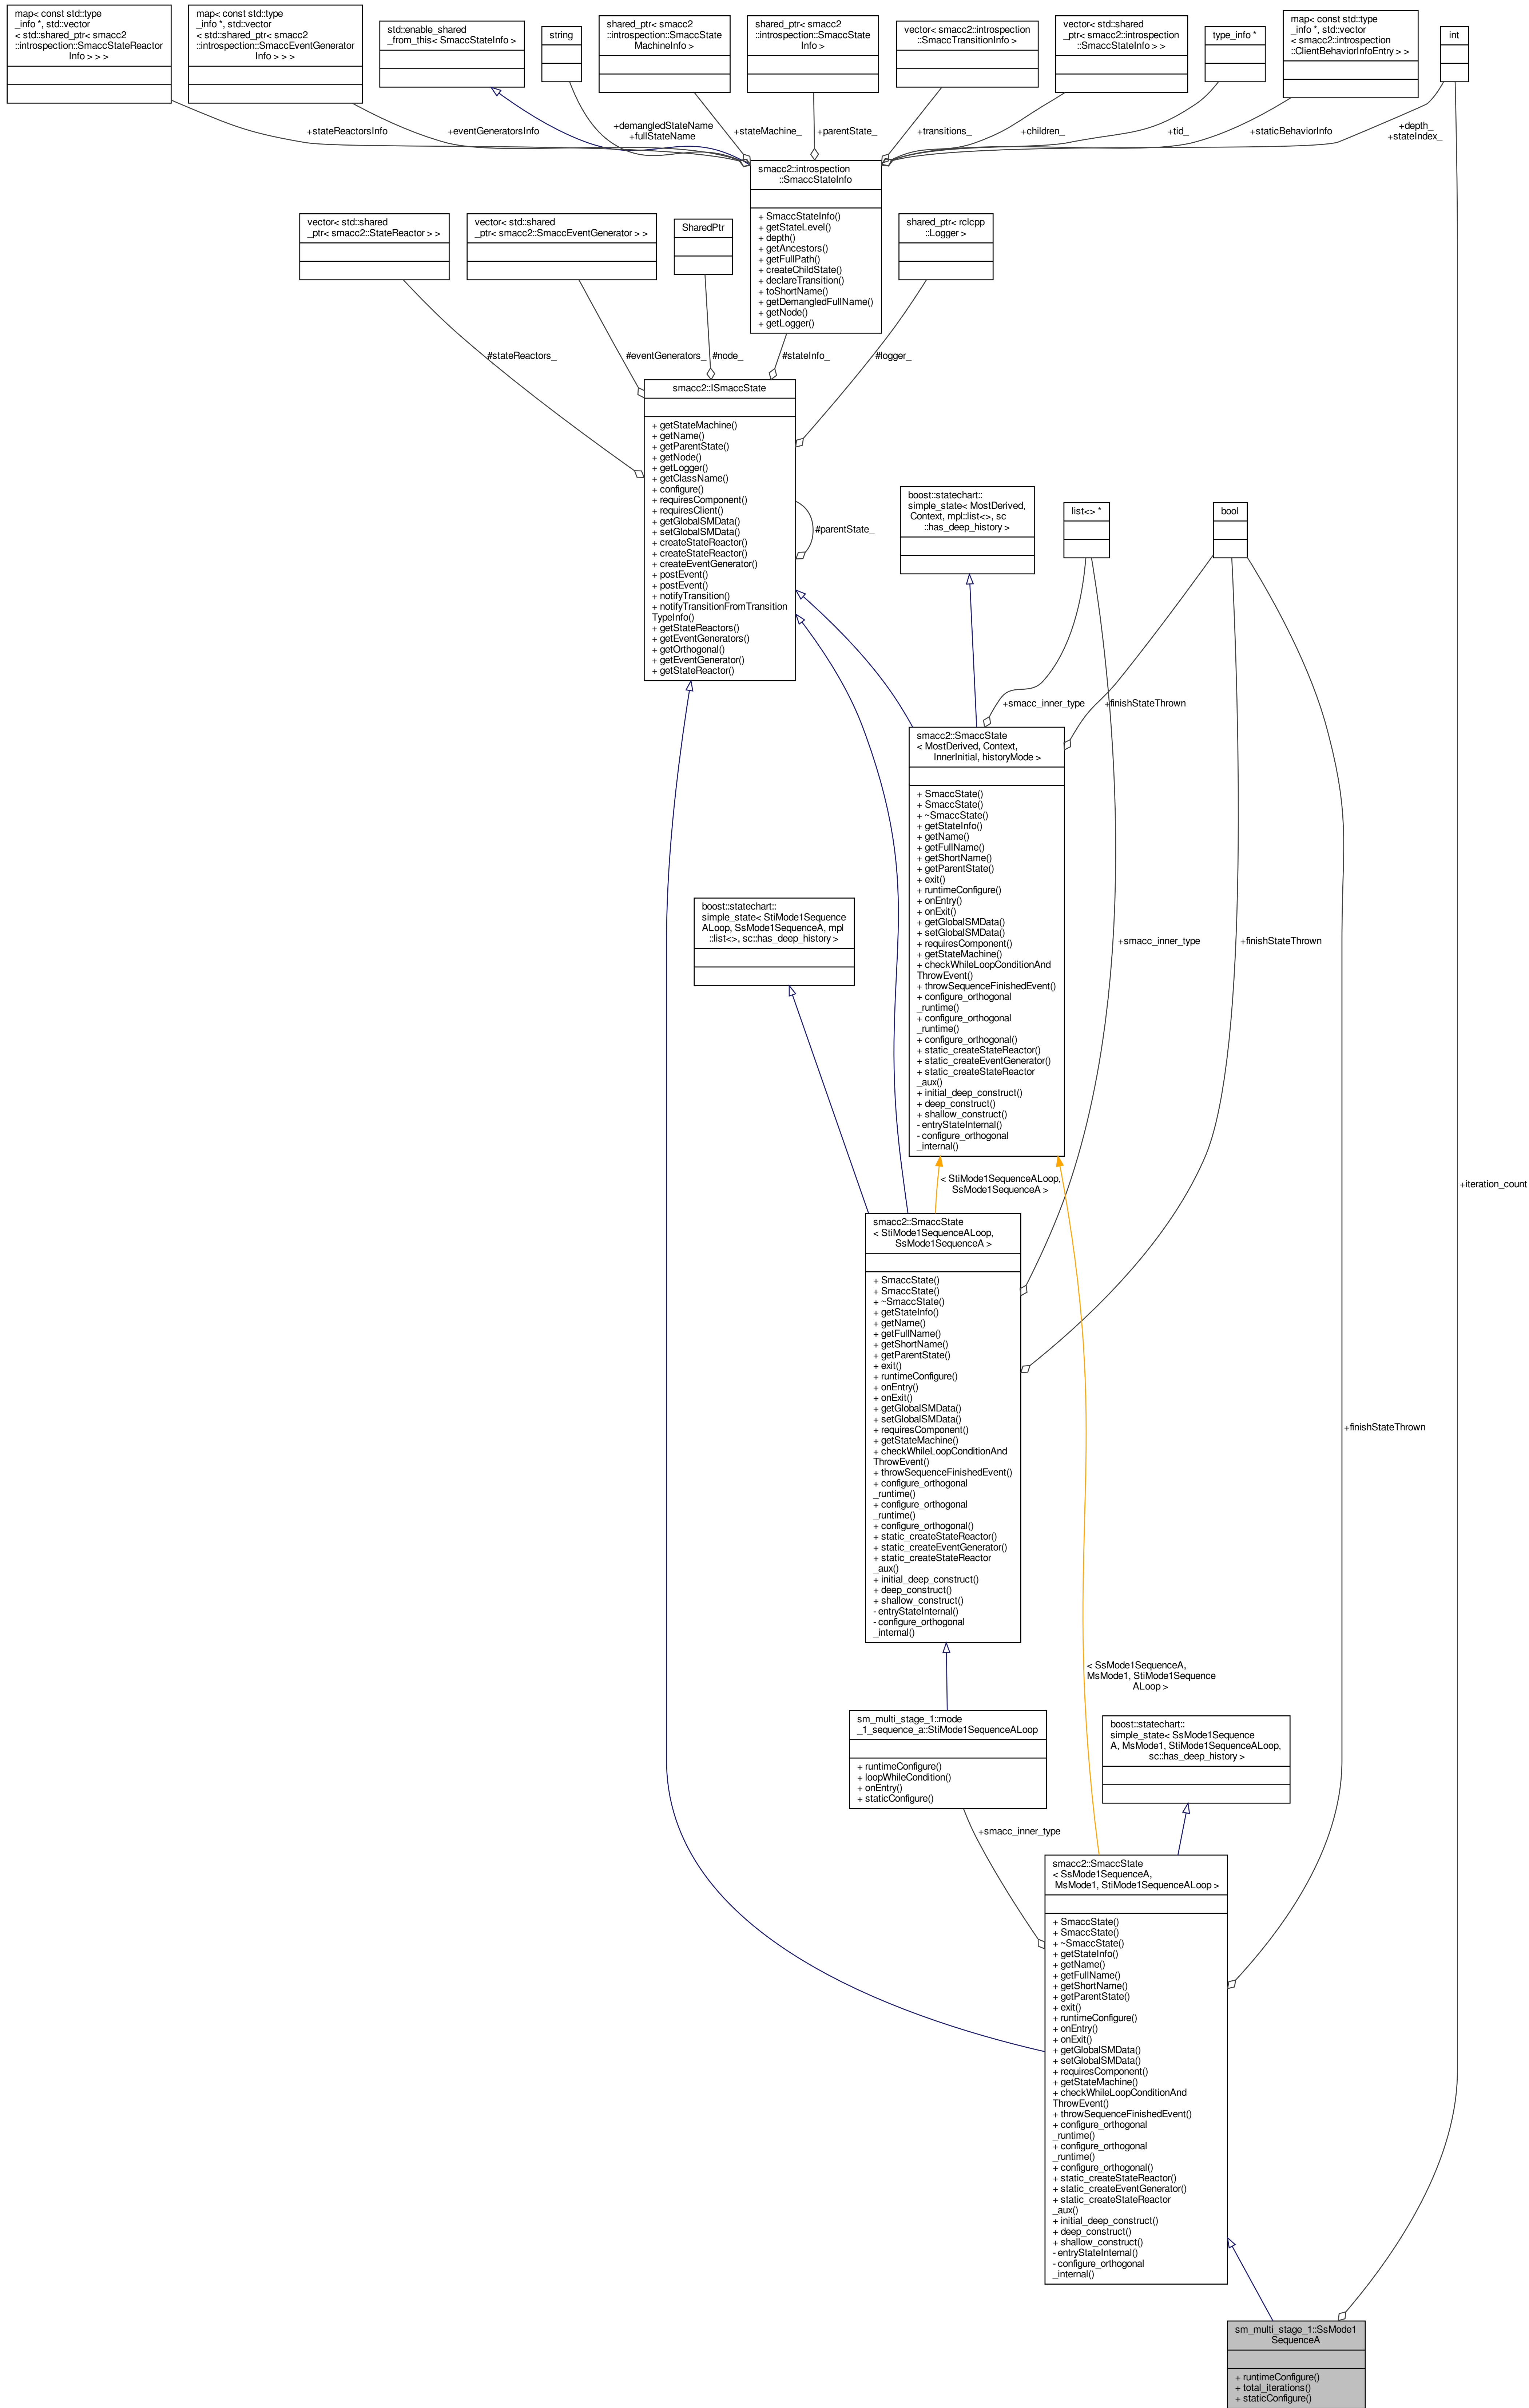 map< const std::type
_info *, std::vector
< std::shared_ptr< smacc2
::introspection::SmaccStateReactor
Info > > >
map< const std::type
_info *, std::vector
< std::shared_ptr< smacc2
::introspection::SmaccEventGenerator
Info > > >
std::enable_shared
_from_this< SmaccStateInfo >
string
shared_ptr< smacc2
::introspection::SmaccState
MachineInfo >
shared_ptr< smacc2
::introspection::SmaccState
Info >
vector< smacc2::introspection
::SmaccTransitionInfo >
vector< std::shared
_ptr< smacc2::introspection
::SmaccStateInfo > >
type_info *
map< const std::type
_info *, std::vector
< smacc2::introspection
::ClientBehaviorInfoEntry > >
int
+stateReactorsInfo
+eventGeneratorsInfo
+demangledStateName
+fullStateName
+stateMachine_
+parentState_
+transitions_
+children_
+tid_
+staticBehaviorInfo
+depth_
+stateIndex_
smacc2::introspection
::SmaccStateInfo
+ SmaccStateInfo()
+ getStateLevel()
+ depth()
+ getAncestors()
+ getFullPath()
+ createChildState()
+ declareTransition()
+ toShortName()
+ getDemangledFullName()
+ getNode()
+ getLogger()
vector< std::shared
_ptr< smacc2::StateReactor > >
vector< std::shared
_ptr< smacc2::SmaccEventGenerator > >
SharedPtr
shared_ptr< rclcpp
::Logger >
#stateReactors_
#eventGenerators_
#node_
#stateInfo_
#logger_
smacc2::ISmaccState
+ getStateMachine()
+ getName()
+ getParentState()
+ getNode()
+ getLogger()
+ getClassName()
+ configure()
+ requiresComponent()
+ requiresClient()
+ getGlobalSMData()
+ setGlobalSMData()
+ createStateReactor()
+ createStateReactor()
+ createEventGenerator()
+ postEvent()
+ postEvent()
+ notifyTransition()
+ notifyTransitionFromTransition
TypeInfo()
+ getStateReactors()
+ getEventGenerators()
+ getOrthogonal()
+ getEventGenerator()
+ getStateReactor()
#parentState_
boost::statechart::
simple_state< MostDerived,
Context, mpl::list<>, sc
::has_deep_history >
list<> *
bool
+smacc_inner_type
+finishStateThrown
smacc2::SmaccState
< MostDerived, Context,
InnerInitial, historyMode >
+ SmaccState()
+ SmaccState()
+ ~SmaccState()
+ getStateInfo()
+ getName()
+ getFullName()
+ getShortName()
+ getParentState()
+ exit()
+ runtimeConfigure()
+ onEntry()
+ onExit()
+ getGlobalSMData()
+ setGlobalSMData()
+ requiresComponent()
+ getStateMachine()
+ checkWhileLoopConditionAnd
ThrowEvent()
+ throwSequenceFinishedEvent()
+ configure_orthogonal
_runtime()
+ configure_orthogonal
_runtime()
+ configure_orthogonal()
+ static_createStateReactor()
+ static_createEventGenerator()
+ static_createStateReactor
_aux()
+ initial_deep_construct()
+ deep_construct()
+ shallow_construct()
- entryStateInternal()
- configure_orthogonal
_internal()
boost::statechart::
simple_state< StiMode1Sequence
ALoop, SsMode1SequenceA, mpl
::list<>, sc::has_deep_history >
+smacc_inner_type
+finishStateThrown
+iteration_count
< StiMode1SequenceALoop,
SsMode1SequenceA >
smacc2::SmaccState
< StiMode1SequenceALoop,
SsMode1SequenceA >
+ SmaccState()
+ SmaccState()
+ ~SmaccState()
+ getStateInfo()
+ getName()
+ getFullName()
+ getShortName()
+ getParentState()
+ exit()
+ runtimeConfigure()
+ onEntry()
+ onExit()
+ getGlobalSMData()
+ setGlobalSMData()
+ requiresComponent()
+ getStateMachine()
+ checkWhileLoopConditionAnd
ThrowEvent()
+ throwSequenceFinishedEvent()
+ configure_orthogonal
_runtime()
+ configure_orthogonal
_runtime()
+ configure_orthogonal()
+ static_createStateReactor()
+ static_createEventGenerator()
+ static_createStateReactor
_aux()
+ initial_deep_construct()
+ deep_construct()
+ shallow_construct()
- entryStateInternal()
- configure_orthogonal
_internal()
+finishStateThrown
< SsMode1SequenceA,
MsMode1, StiMode1Sequence
ALoop >
sm_multi_stage_1::mode
_1_sequence_a::StiMode1SequenceALoop
+ runtimeConfigure()
+ loopWhileCondition()
+ onEntry()
+ staticConfigure()
boost::statechart::
simple_state< SsMode1Sequence
A, MsMode1, StiMode1SequenceALoop,
sc::has_deep_history >
+smacc_inner_type
smacc2::SmaccState
< SsMode1SequenceA,
MsMode1, StiMode1SequenceALoop >
+ SmaccState()
+ SmaccState()
+ ~SmaccState()
+ getStateInfo()
+ getName()
+ getFullName()
+ getShortName()
+ getParentState()
+ exit()
+ runtimeConfigure()
+ onEntry()
+ onExit()
+ getGlobalSMData()
+ setGlobalSMData()
+ requiresComponent()
+ getStateMachine()
+ checkWhileLoopConditionAnd
ThrowEvent()
+ throwSequenceFinishedEvent()
+ configure_orthogonal
_runtime()
+ configure_orthogonal
_runtime()
+ configure_orthogonal()
+ static_createStateReactor()
+ static_createEventGenerator()
+ static_createStateReactor
_aux()
+ initial_deep_construct()
+ deep_construct()
+ shallow_construct()
- entryStateInternal()
- configure_orthogonal
_internal()
sm_multi_stage_1::SsMode1
SequenceA
+ runtimeConfigure()
+ total_iterations()
+ staticConfigure()